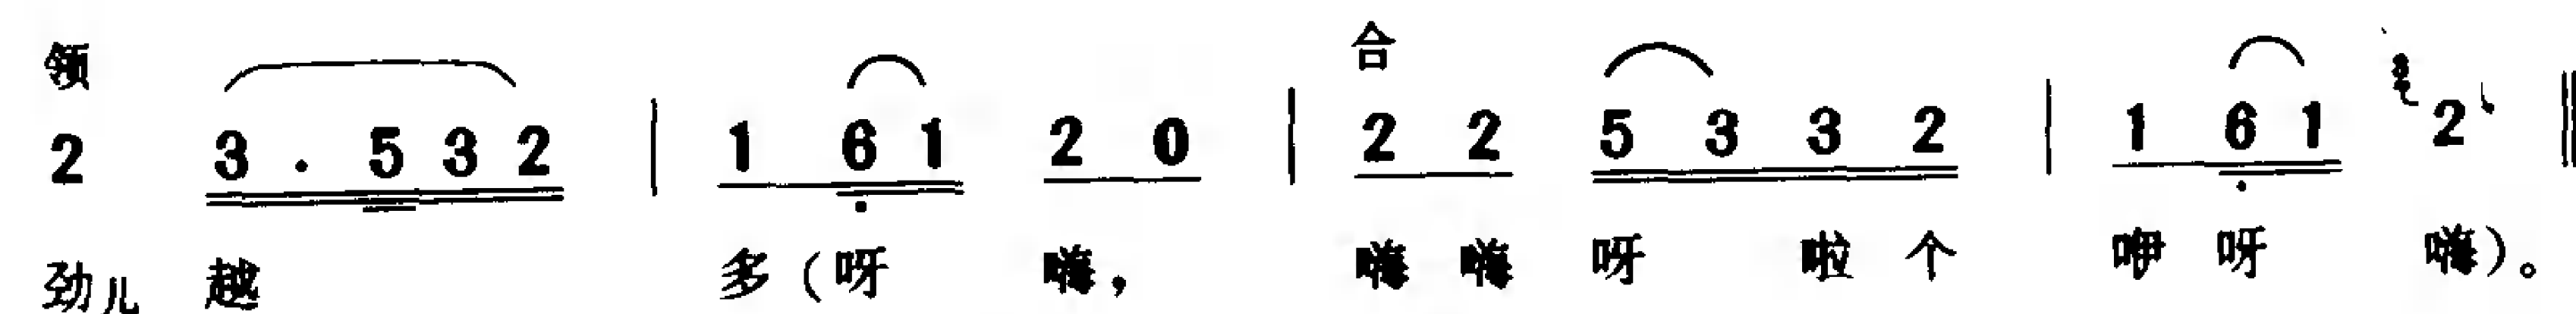 领 合
2 3 . 5 3 2 | 1 6 1 2 0 | 2 2 5 3 3 2 | 1 6 1 3 2 ‖
劲儿 越 多（呀 嗨， 嗨 嗨 呀 啦 个 咿 呀 嗨）。